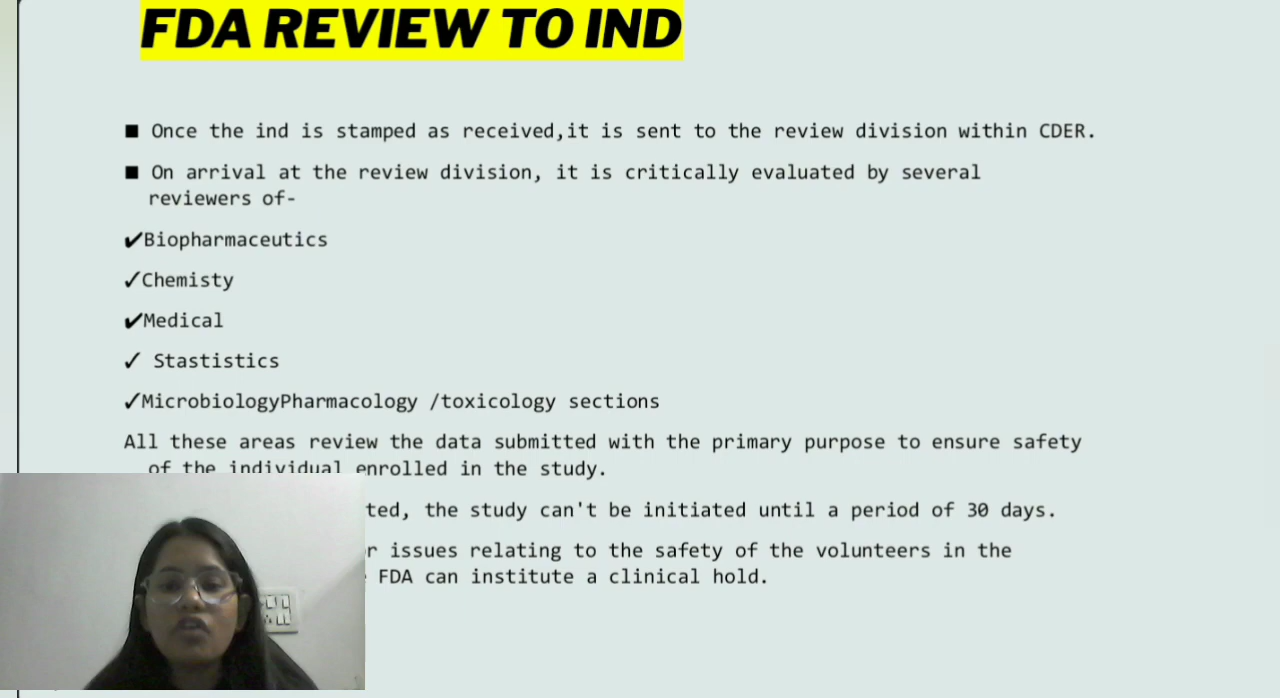 FDA REVIEW TO IND
■ Once the ind is stamped as received,it is sent to the review division within CDER.
■ On arrival at the review division, it is critically evaluated by several
reviewers of-
✔Biopharmaceutics
✓Chemisty
✔Medical
✓ Stastistics
✓MicrobiologyPharmacology /toxicology sections
All these areas review the data submitted with the primary purpose to ensure safety
of the individual enrolled in the study.
ted, the study can't be initiated until a period of 30 days.
r issues relating to the safety of the volunteers in the
FDA can institute a clinical hold.